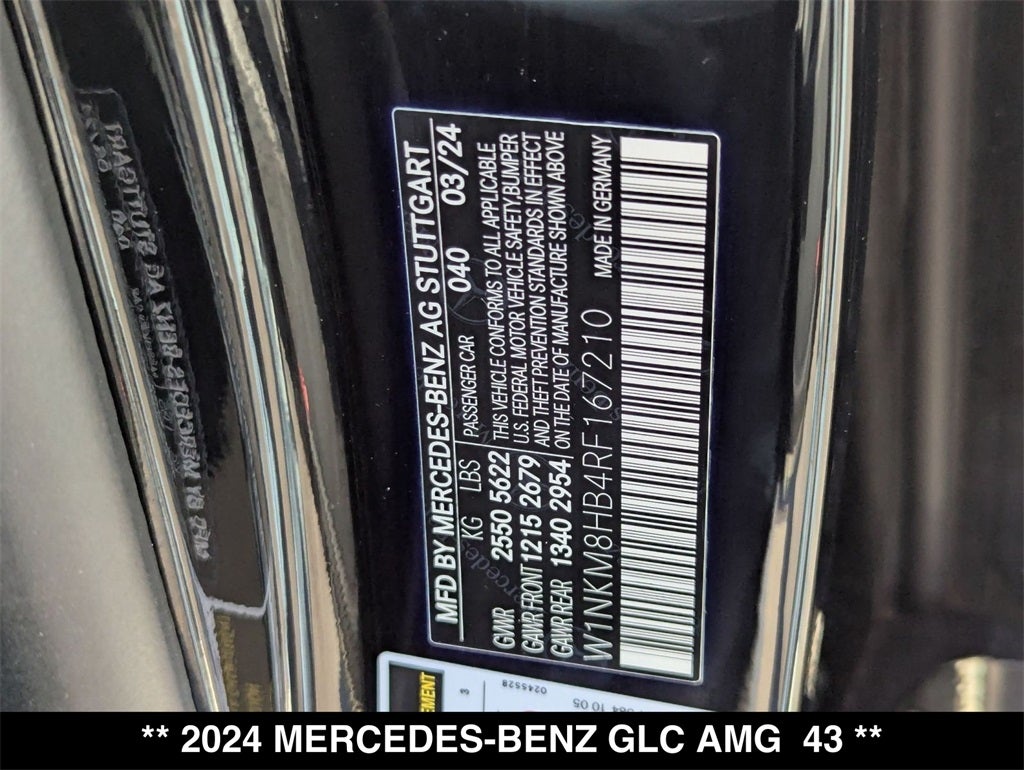 MFD BY MERCEDES-BENZ AG STUTTGART
KG LBS PASSENGER CAR 040 03/24
GVWR 2550 5622 THIS VEHICLE CONFORMS TO ALL APPLICABLE
GAWR FRONT 1215 2679 U.S. FEDERAL MOTOR VEHICLE SAFETY,BUMPER
AND THEFT PREVENTION STANDARDS IN EFFECT
GAWR REAR 1340 2954 ON THE DATE OF MANUFACTURE SHOWN ABOVE
W1NKM8HB4RF167210 MADE IN GERMANY
0245528
** 2024 MERCEDES-BENZ GLC AMG 43 **